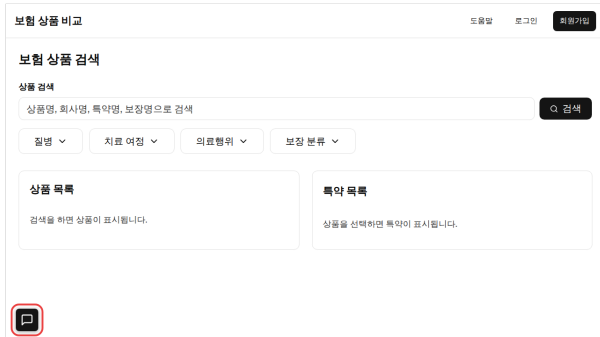 보험 상품 비교
도움말 로그인 회원가입
보험 상품 검색
상품 검색
상품명, 회사명, 특약명, 보장명으로 검색
검색
질병 치료 여정 의료행위 보장 분류
상품 목록
검색을 하면 상품이 표시됩니다.
특약 목록
상품을 선택하면 특약이 표시됩니다.